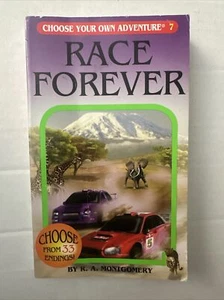 CHOOSE YOUR OWN ADVENTURE® 7
RACE
FOREVER
CHOOSE
FROM 33
ENDINGS!
BY R. A. MONTGOMERY